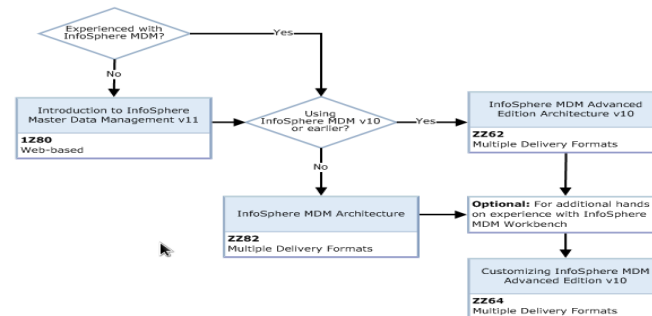 Experienced with
InfoSphere MDM?
Yes
No
Introduction to InfoSphere
Master Data Management v11
1Z80
Web-based
Using
InfoSphere MDM v10
or earlier?
Yes
InfoSphere MDM Advanced
Edition Architecture v10
ZZ62
Multiple Delivery Formats
No
InfoSphere MDM Architecture
ZZ82
Multiple Delivery Formats
Optional: For additional hands
on experience with InfoSphere
MDM Workbench
Customizing InfoSphere MDM
Advanced Edition v10
ZZ64
Multiple Delivery Formats